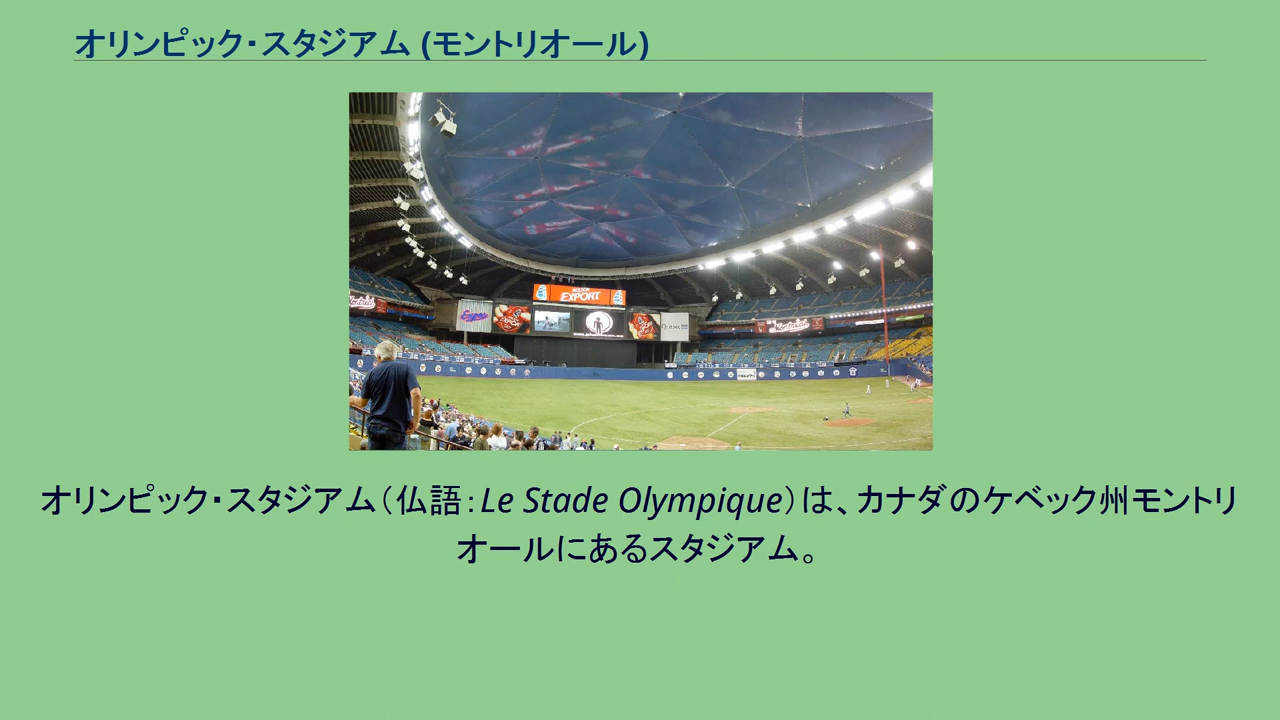 オリンピック・スタジアム (モントリオール)
EXPORT
EXPORT
Expos
Québec
オリンピック・スタジアム（仏語：Le Stade Olympique）は、カナダのケベック州モントリ
オールにあるスタジアム。